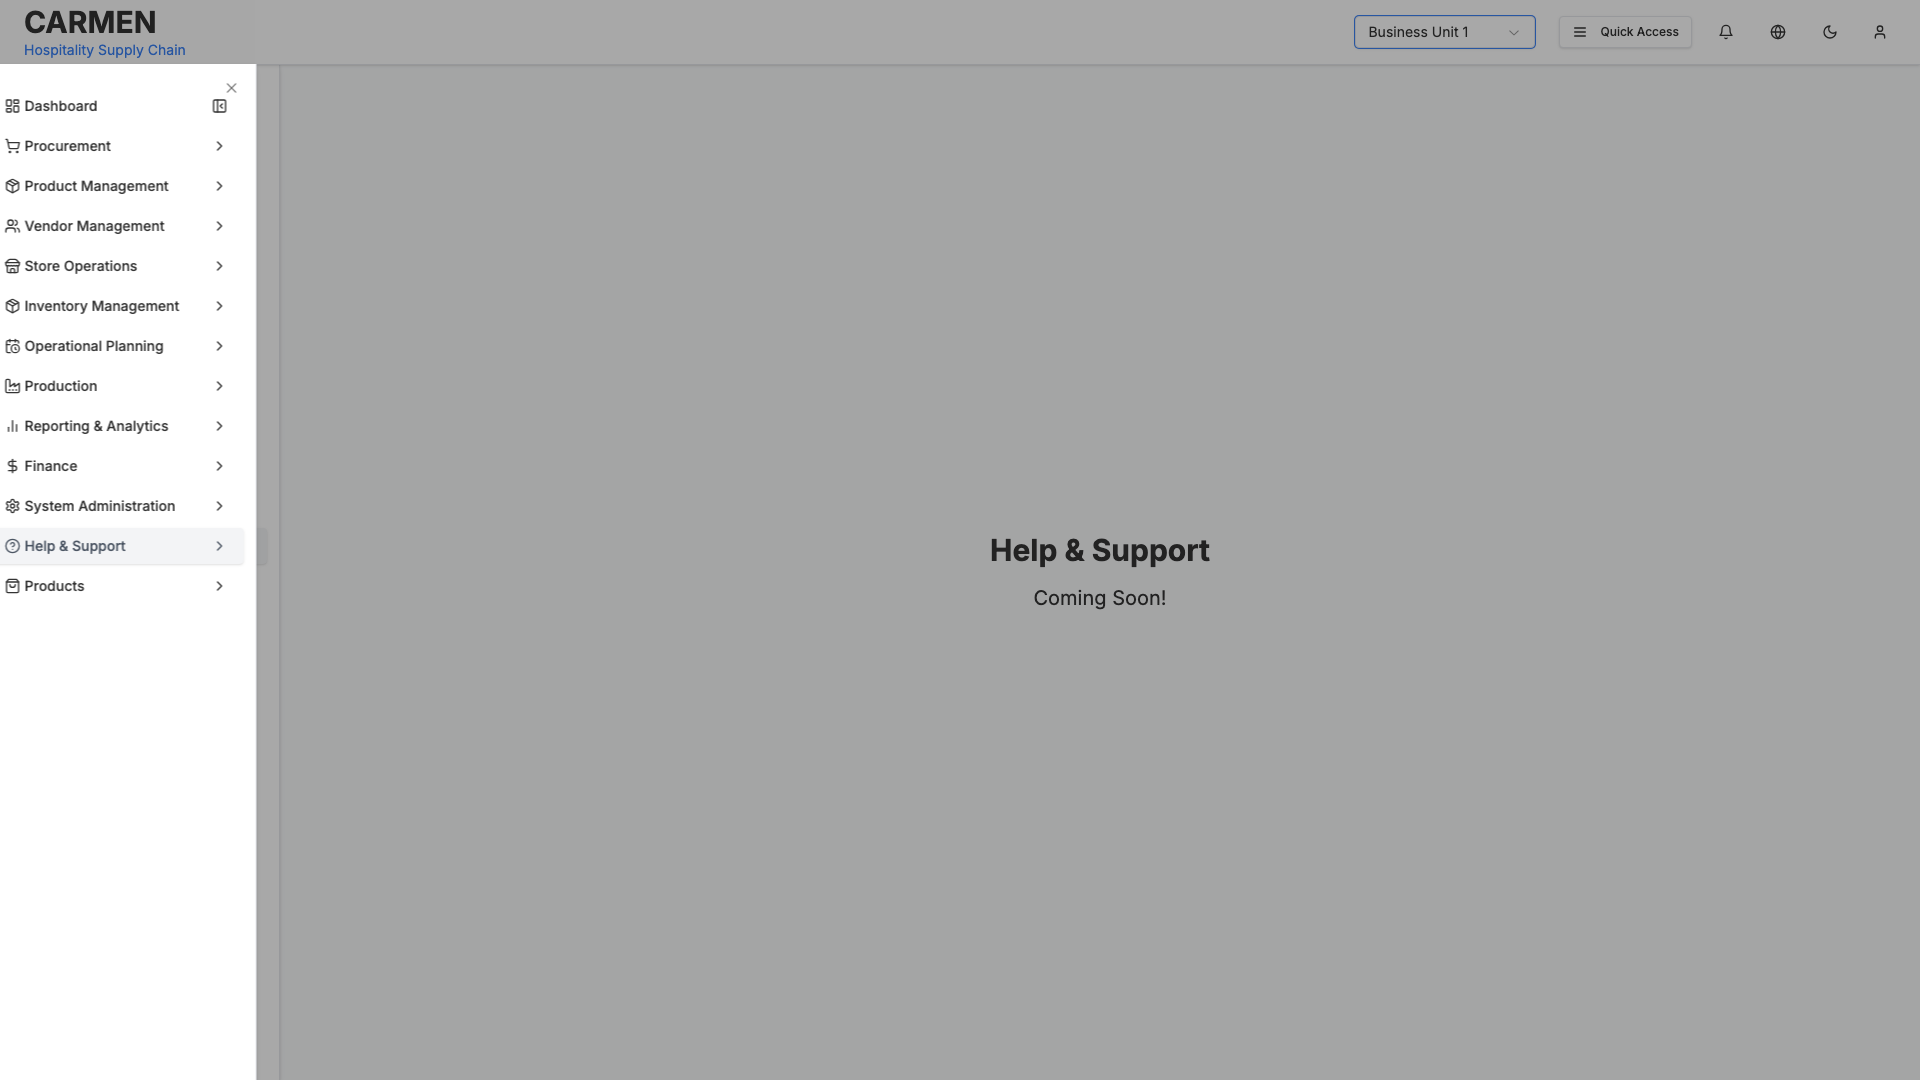 CARMEN
Hospitality Supply Chain
Business Unit 1
Quick Access
Dashboard
Procurement
Product Management
Vendor Management
Store Operations
Inventory Management
Operational Planning
Production
Reporting & Analytics
Finance
System Administration
Help & Support
Products
Help & Support
Coming Soon!